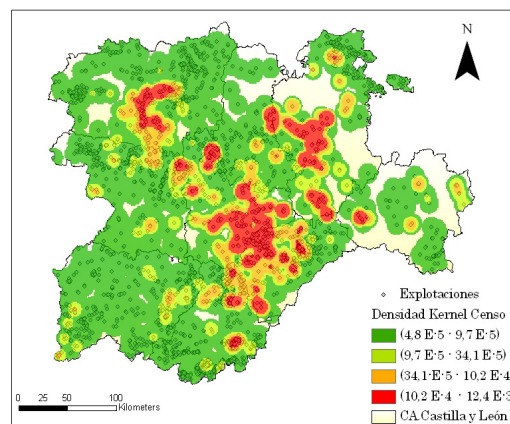 N
Explotaciones
Densidad Kernel Censo
(4,8 E-5 - 9,7 E-5)
(9,7 E-5 - 34,1 E-5)
(34,1·E-5 - 10,2 E-4
(10,2 E-4 - 12,4 E-3
CA.Castilla y León
0 25 50 100
Kilometers